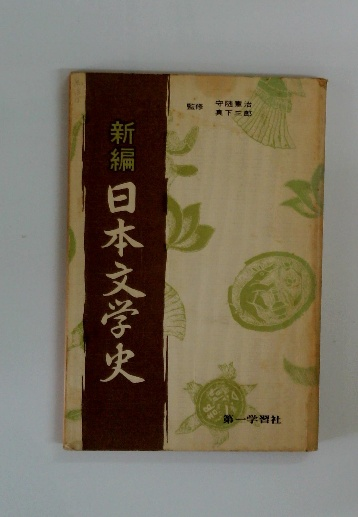 監修 守随憲治
真下三郎
新編
日本文学史
第一学習社